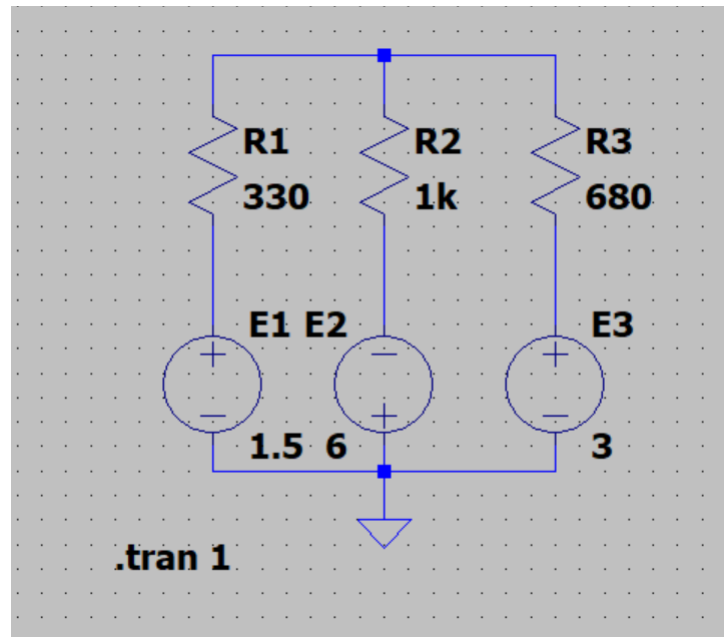 R1 R2 R3
330 1k 680
E1 E2 E3
+ − +
− + −
1.5 6 3
.tran 1